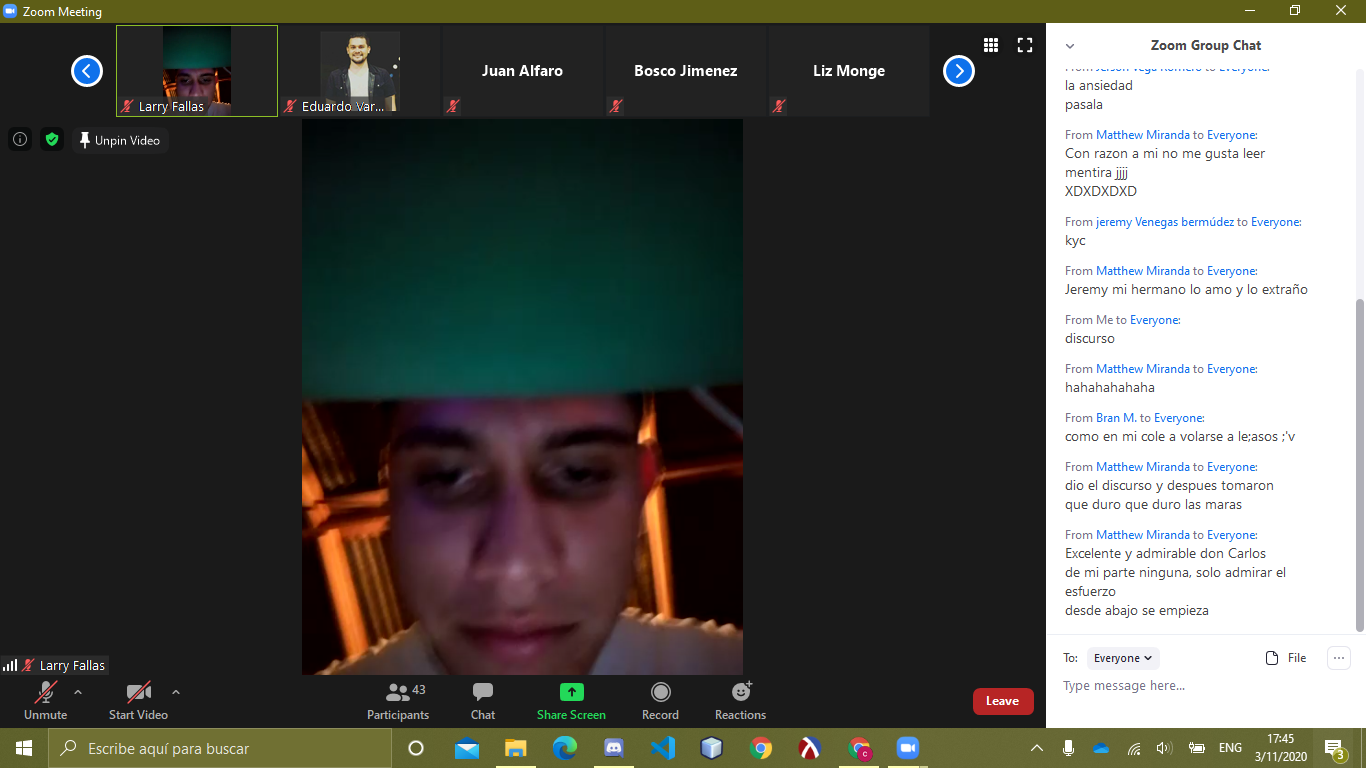 Zoom Meeting
Larry Fallas
Eduardo Var...
Juan Alfaro
Bosco Jimenez
Liz Monge
Unpin Video
Larry Fallas
Unmute
Start Video
43
Participants
Chat
Share Screen
Record
Reactions
Leave
Zoom Group Chat
From Jeison Vega Romero to Everyone:
la ansiedad
pasala
From Matthew Miranda to Everyone:
Con razon a mi no me gusta leer
mentira jjjj
XDXDXDXD
From jeremy Venegas bermúdez to Everyone:
kyc
From Matthew Miranda to Everyone:
Jeremy mi hermano lo amo y lo extraño
From Me to Everyone:
discurso
From Matthew Miranda to Everyone:
hahahahahaha
From Bran M. to Everyone:
como en mi cole a volarse a le;asos ;'v
From Matthew Miranda to Everyone:
dio el discurso y despues tomaron
que duro que duro las maras
From Matthew Miranda to Everyone:
Excelente y admirable don Carlos
de mi parte ninguna, solo admirar el
esfuerzo
desde abajo se empieza
To: Everyone
File
Type message here...
Escribe aquí para buscar
ENG
17:45
3/11/2020
3